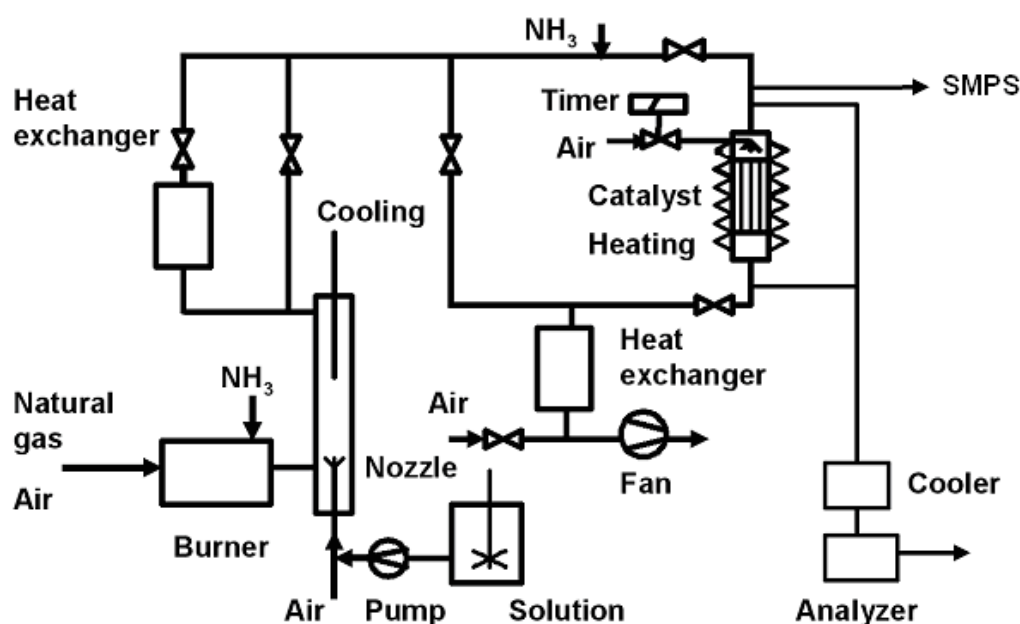 NH3
SMPS
Heat
exchanger
Timer
Air
Catalyst
Cooling
Heating
Heat
exchanger
NH3
Natural
gas
Air
Air
Nozzle
Fan
Cooler
Burner
Air
Pump
Solution
Analyzer